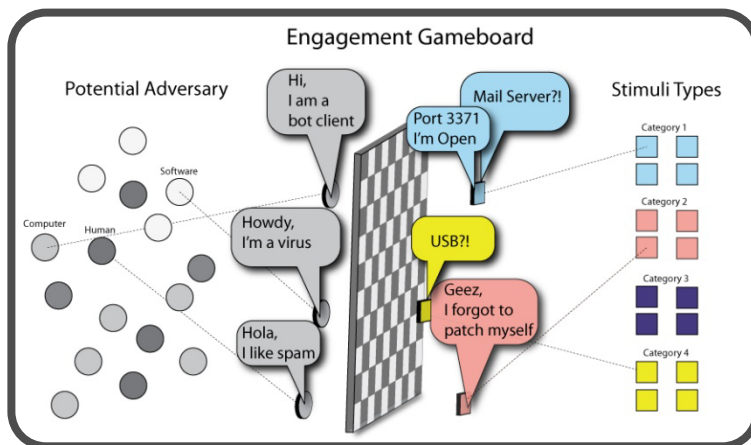 Engagement Gameboard
Potential Adversary
Software
Computer
Human
Hi,
I am a
bot client
Howdy,
I'm a virus
Hola,
I like spam
Port 3371
I'm Open
Mail Server?!
USB?!
Geez,
I forgot to
patch myself
Stimuli Types
Category 1
Category 2
Category 3
Category 4